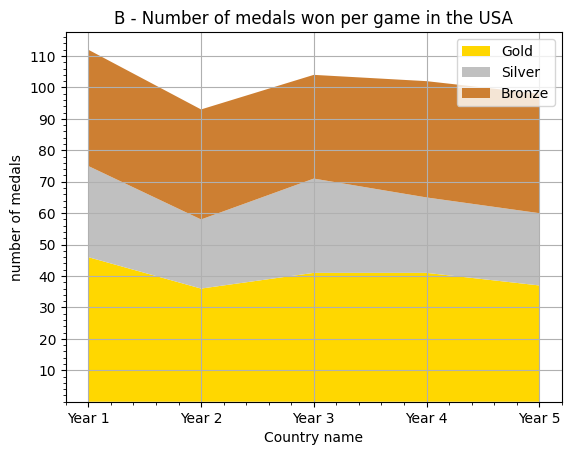 B - Number of medals won per game in the USA
Gold
Silver
Bronze
110
100
90
80
70
60
50
40
30
20
10
number of medals
Year 1 Year 2 Year 3 Year 4 Year 5
Country name